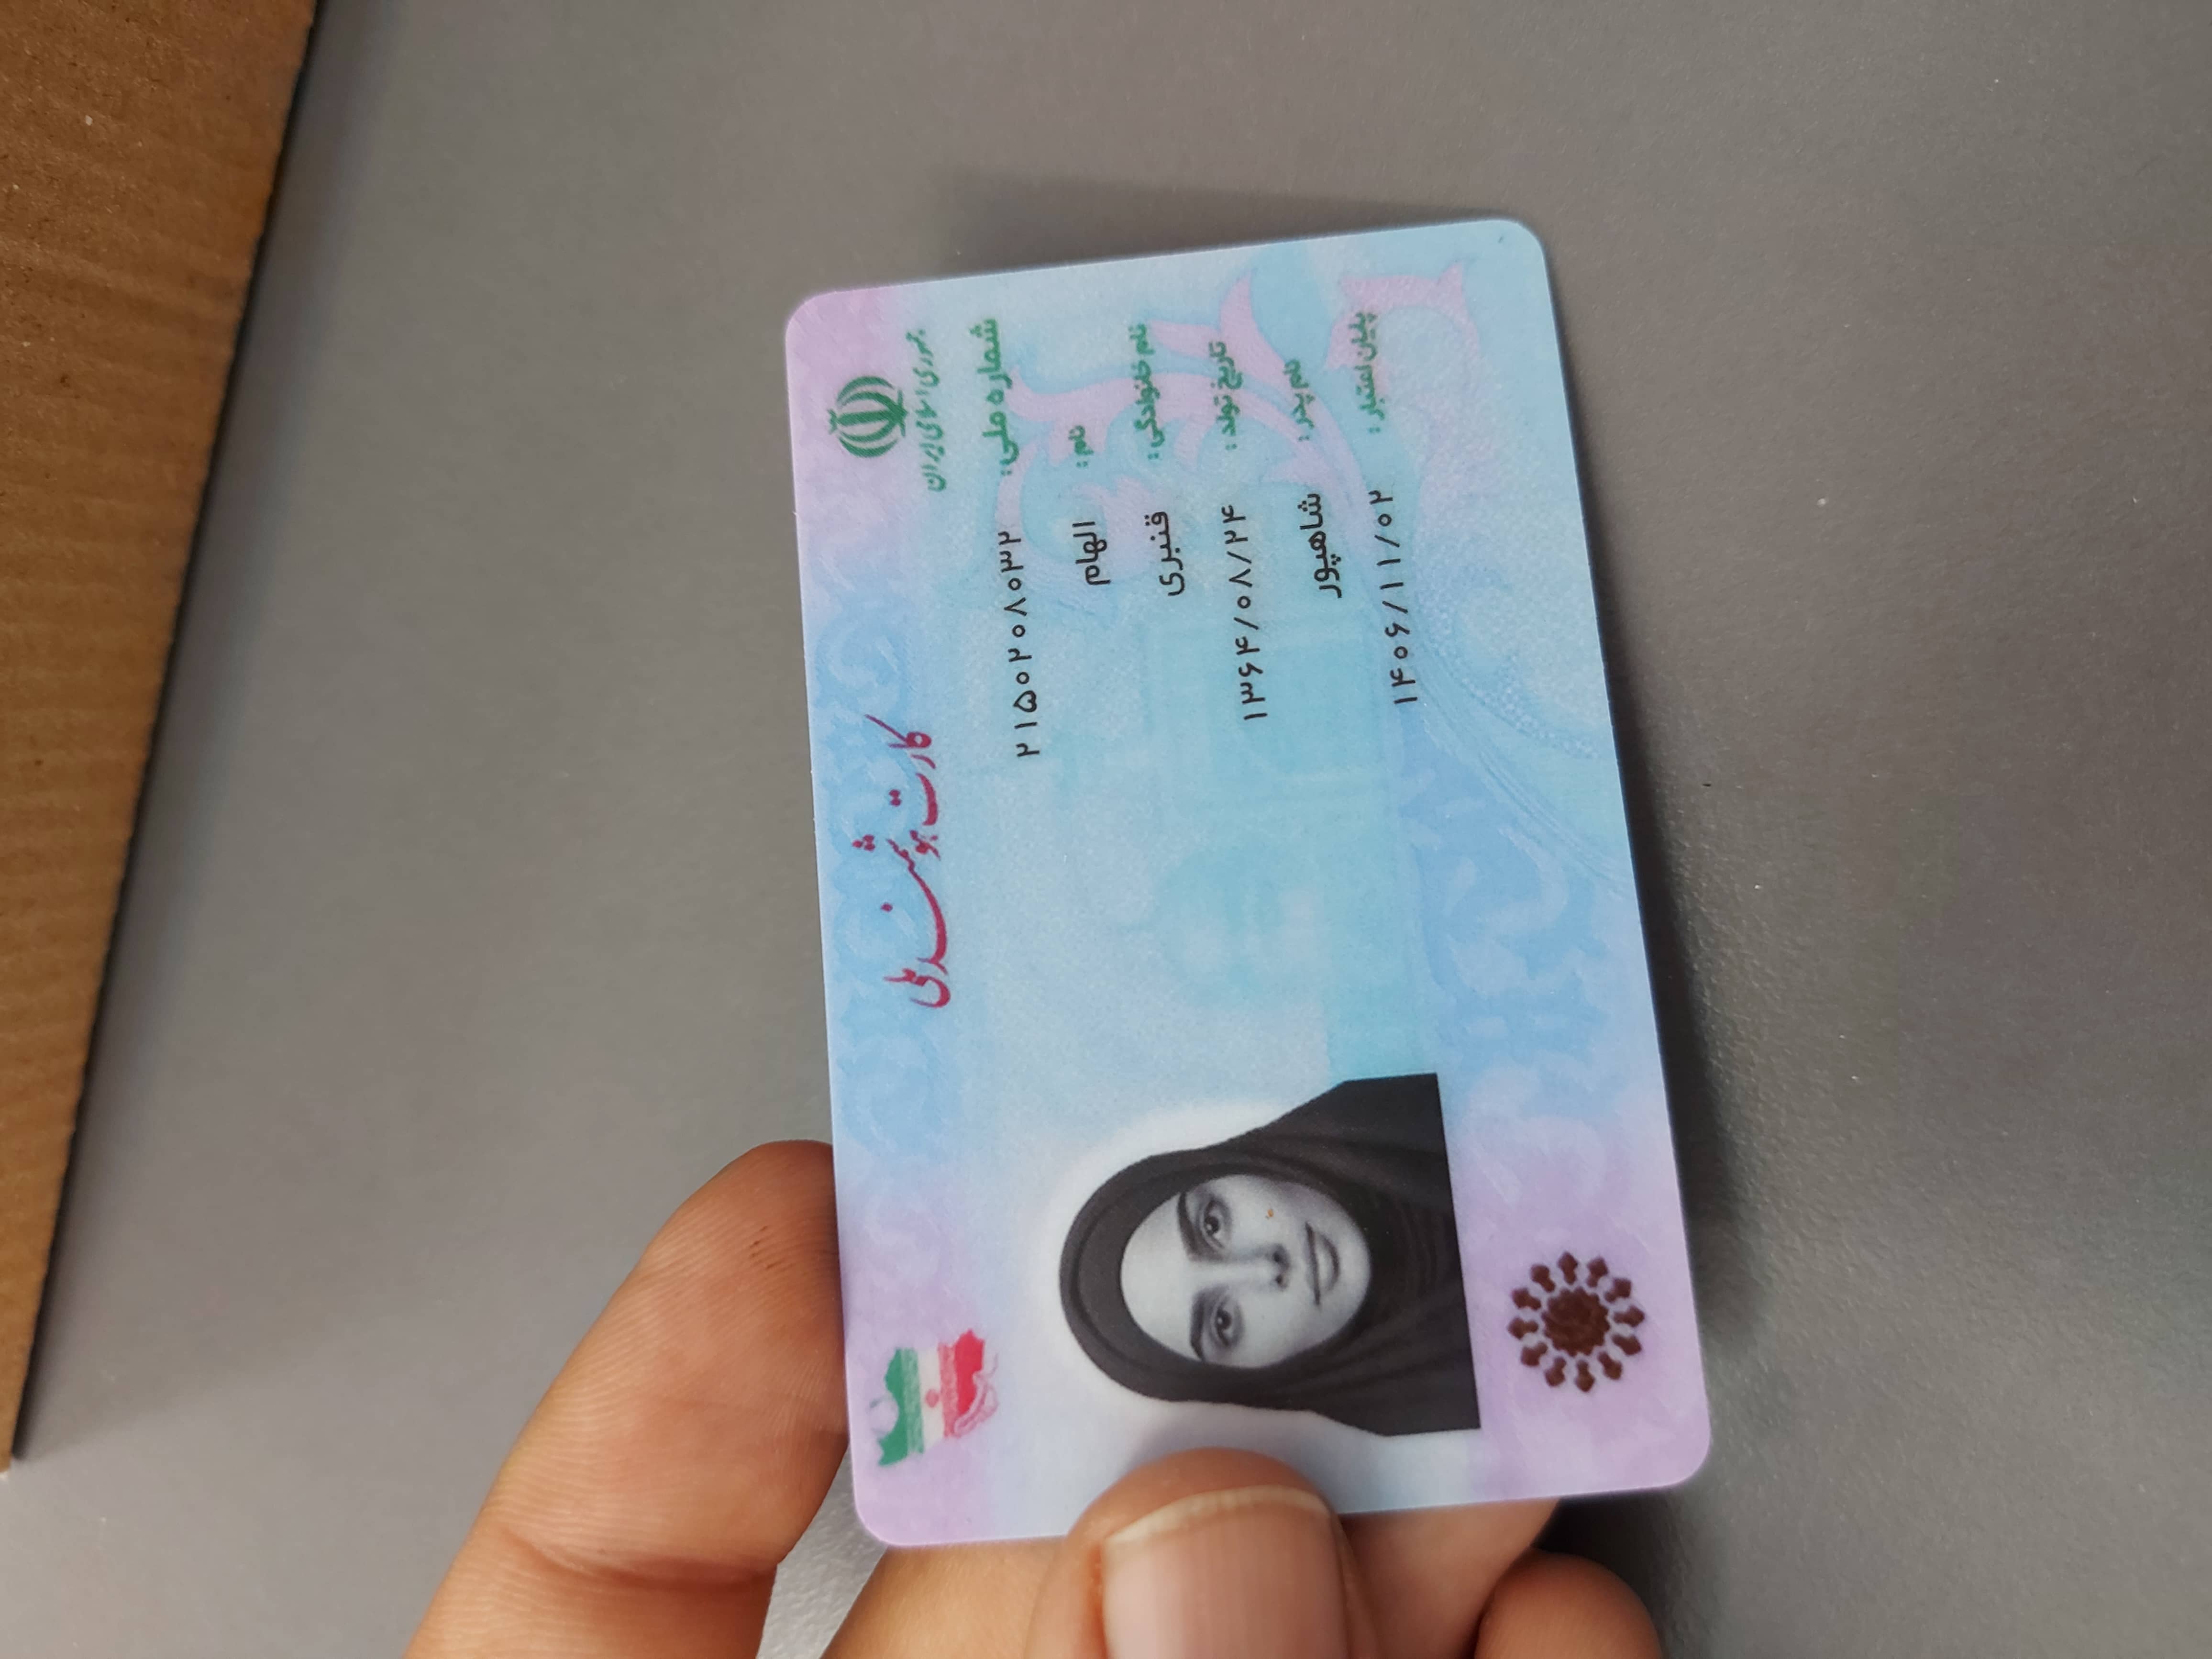 جمهوری اسلامی ایران
کارت هوشمند ملی
شماره ملی: ۲۱۵۰۲۰۸۰۳۲
نام: الهام
نام خانوادگی: قنبری
تاریخ تولد: ۱۳۶۴/۰۸/۲۴
نام پدر: شاهپور
پایان اعتبار: ۱۴۰۶/۱۱/۰۲